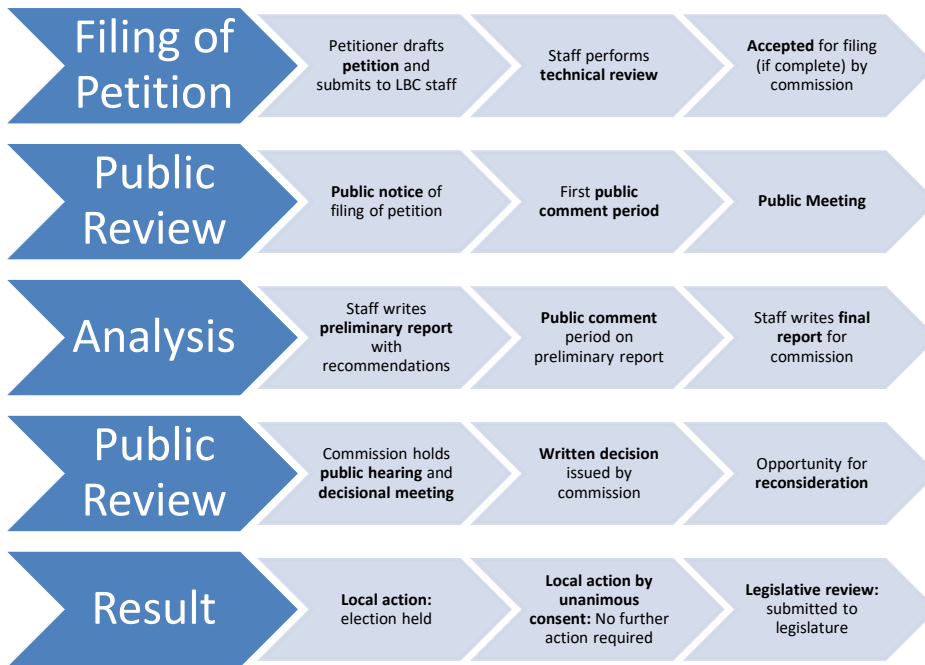 Filing of
Petition
Petitioner drafts
petition and
submits to LBC staff
Staff performs
technical review
Accepted for filing
(if complete) by
commission
Public
Review
Public notice of
filing of petition
First public
comment period
Public Meeting
Analysis
Staff writes
preliminary report
with
recommendations
Public comment
period on
preliminary report
Staff writes final
report for
commission
Public
Review
Commission holds
public hearing and
decisional meeting
Written decision
issued by
commission
Opportunity for
reconsideration
Result
Local action:
election held
Local action by
unanimous
consent: No further
action required
Legislative review:
submitted to
legislature